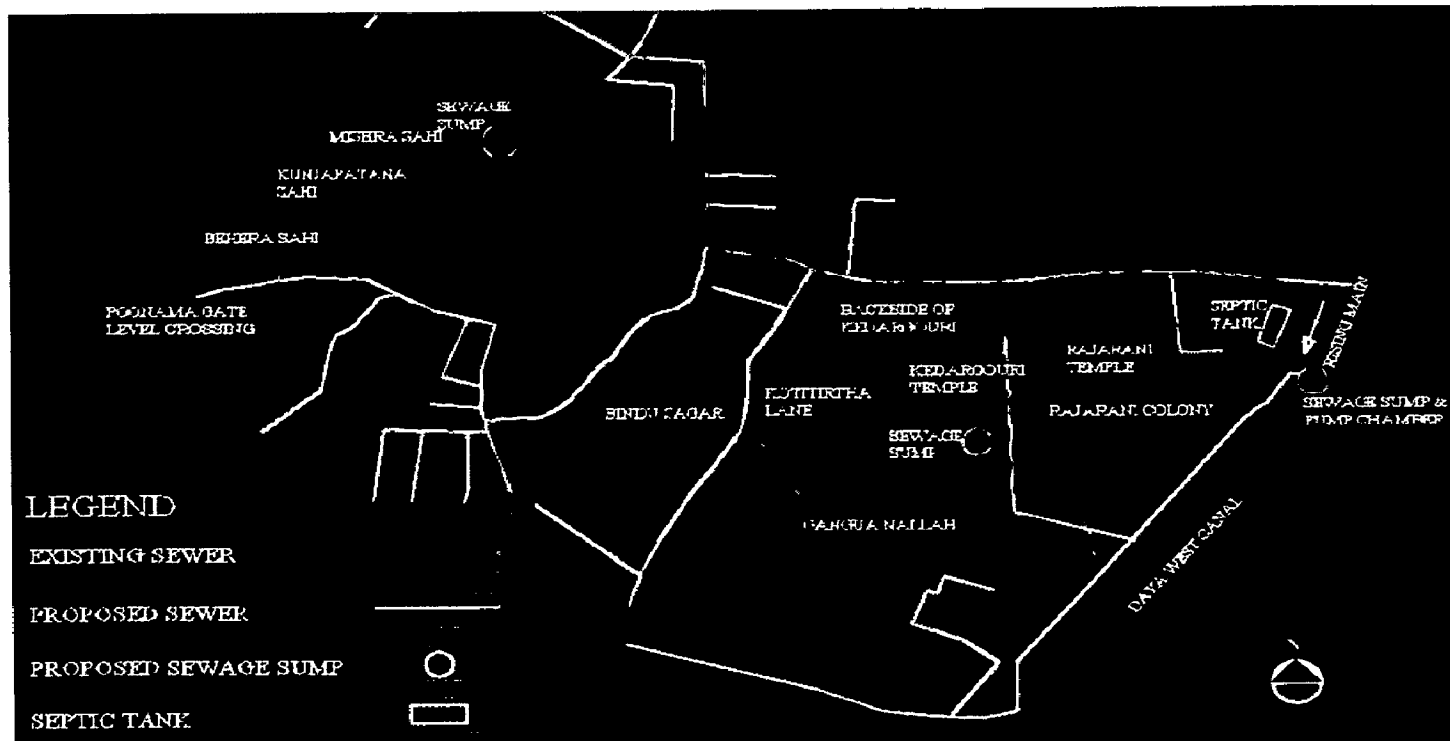 SEWAGE
SUMP
MISHRA SAHI
KUNJAPATANA
SAHI
BEHERA SAHI
POONAMA GATE
LEVEL CROSSING
BACKSIDE OF
KEDARGOURI
SEPTIC
TANK
RISING MAIN
RAJARANI
TEMPLE
KEDARGOURI
TEMPLE
KOTITIRTHA
LANE
BINDU SAGAR
RAJARANI COLONY
SEWAGE SUMP &
PUMP CHAMBER
SEWAGE
SUMP
GANGUA NALLAH
DAYA WEST CANAL
LEGEND
EXISTING SEWER
PROPOSED SEWER
PROPOSED SEWAGE SUMP
SEPTIC TANK